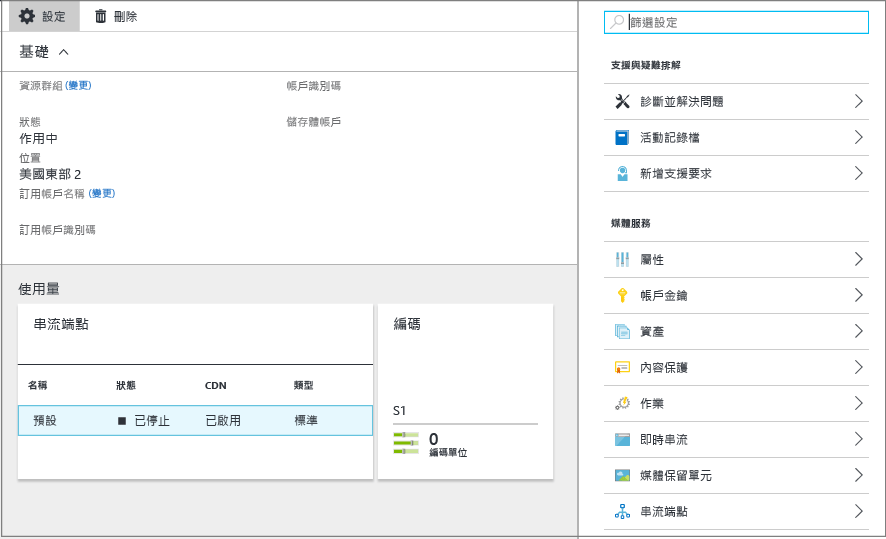 設定 刪除
基礎
資源群組 (變更) 帳戶識別碼
狀態 儲存體帳戶
作用中
位置
美國東部 2
訂用帳戶名稱 (變更)
訂用帳戶識別碼
使用量
串流端點
名稱 狀態 CDN 類型
預設 已停止 已啟用 標準
編碼
S1
0
編碼單位
篩選設定
支援與疑難排解
診斷並解決問題
活動記錄檔
新增支援要求
媒體服務
屬性
帳戶金鑰
資產
內容保護
作業
即時串流
媒體保留單元
串流端點